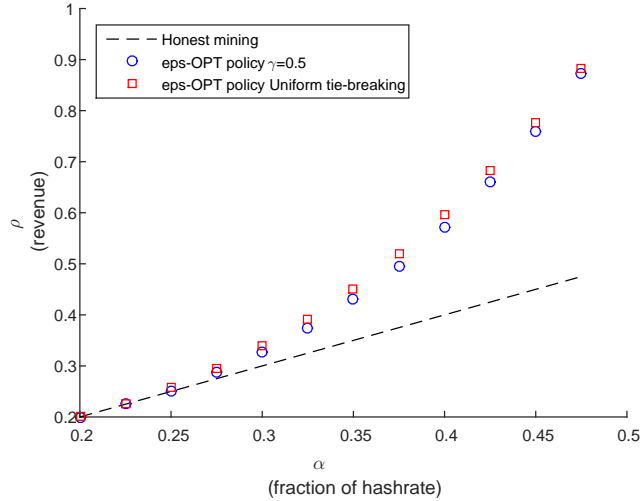 1
0.9
0.8
0.7
0.6
0.5
0.4
0.3
0.2
ρ
(revenue)
Honest mining
eps-OPT policy γ=0.5
eps-OPT policy Uniform tie-breaking
0.2 0.25 0.3 0.35 0.4 0.45 0.5
α
(fraction of hashrate)